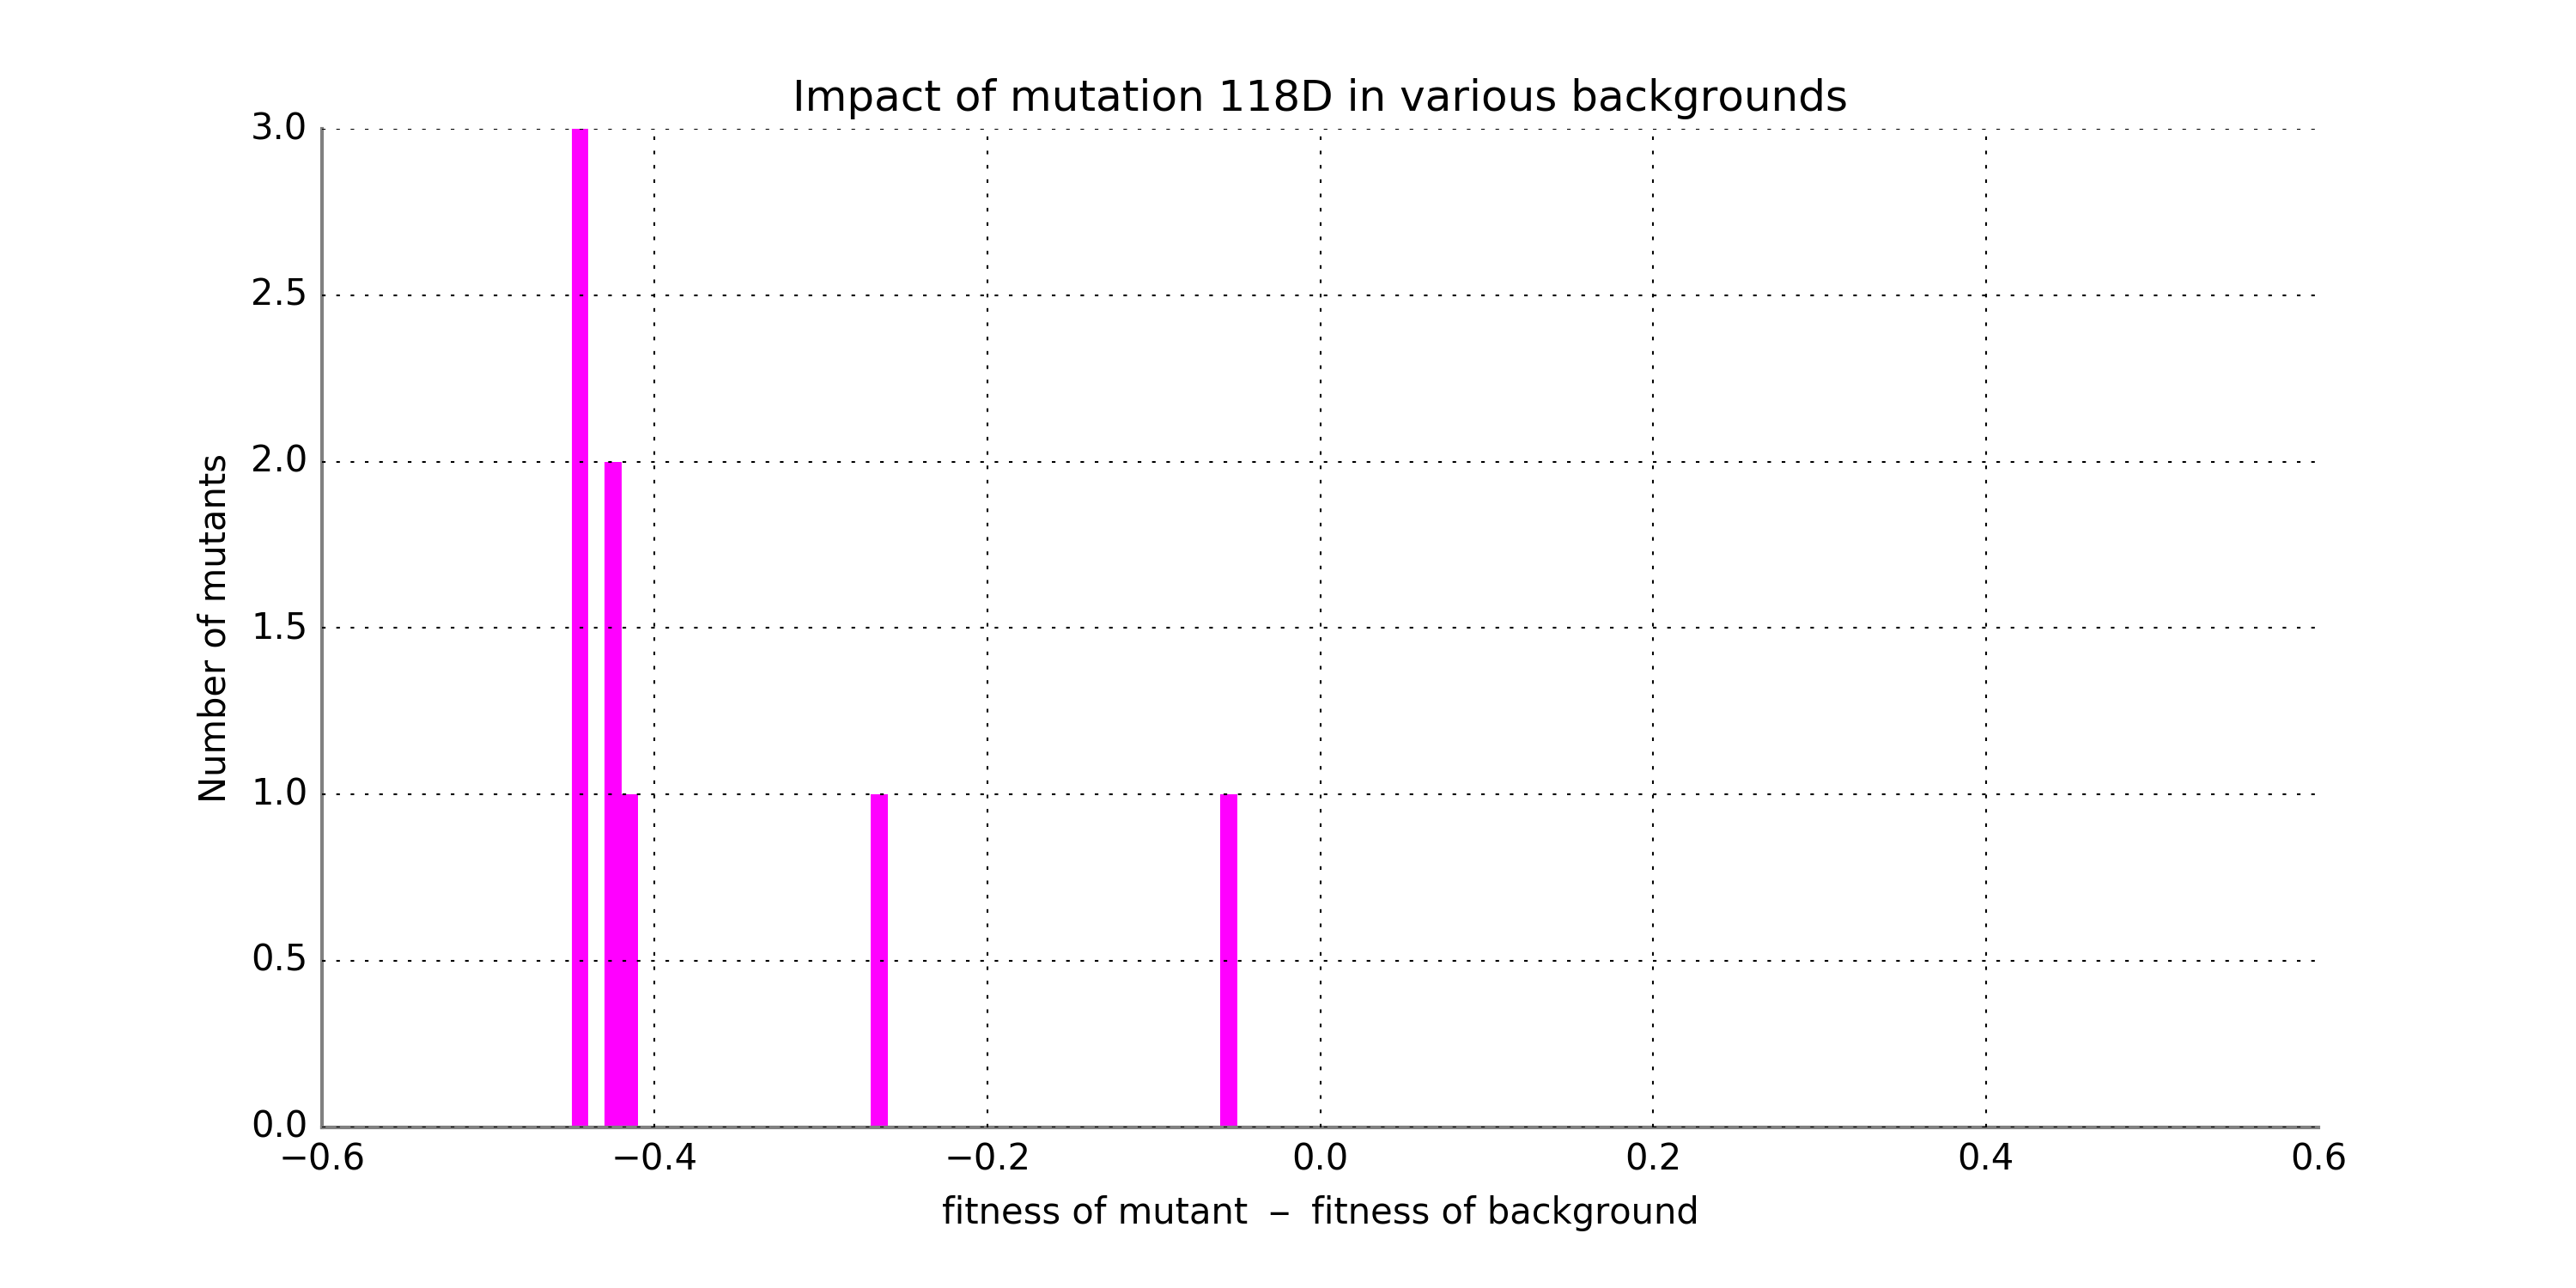 Impact of mutation 118D in various backgrounds
3.0
2.5
2.0
1.5
1.0
0.5
0.0
Number of mutants
−0.6 −0.4 −0.2 0.0 0.2 0.4 0.6
fitness of mutant − fitness of background